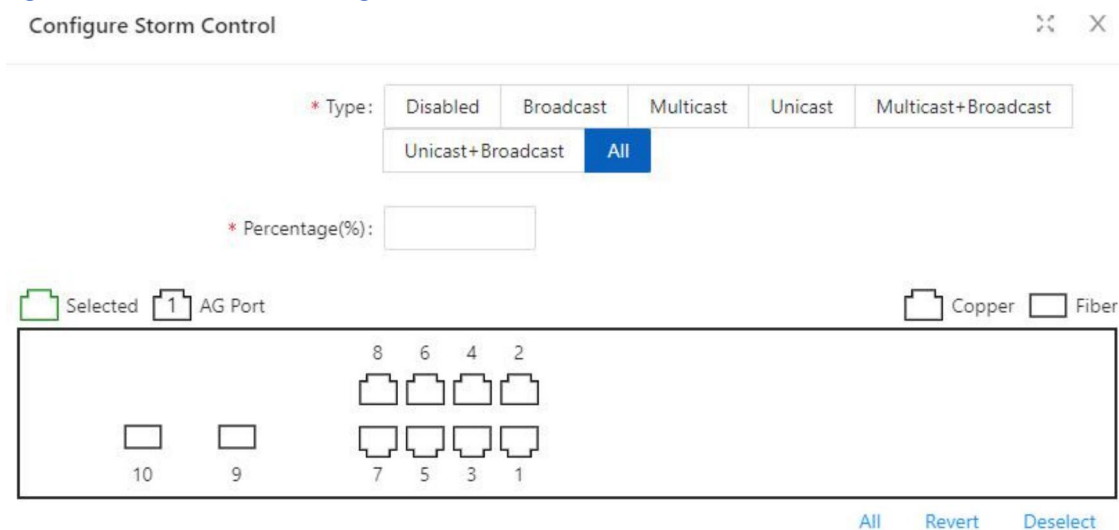 Configure Storm Control
* Type: Disabled Broadcast Multicast Unicast Multicast+Broadcast
Unicast+Broadcast All
* Percentage(%):
Selected 1 AG Port Copper Fiber
8 6 4 2
10 9 7 5 3 1
All Revert Deselect